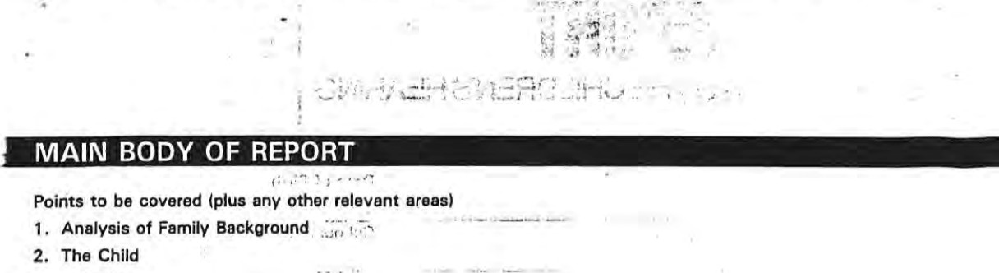 MAIN BODY OF REPORT
Points to be covered (plus any other relevant areas)
1. Analysis of Family Background
2. The Child